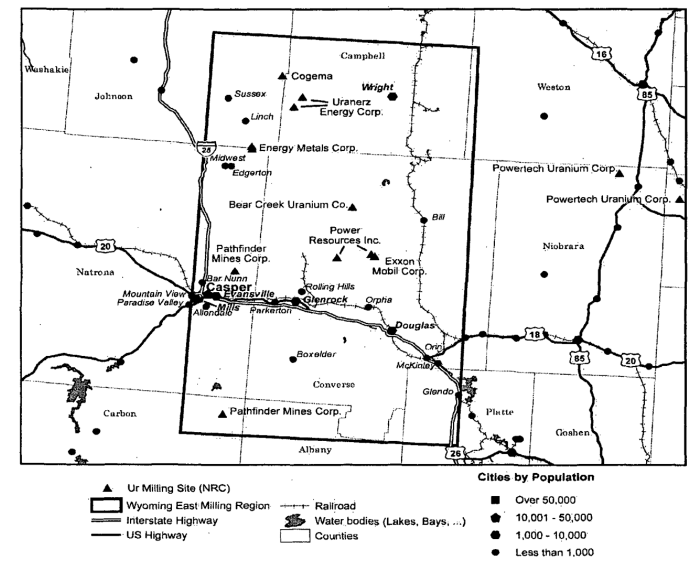 Campbell
16
Washakie
Cogema
Wright
Weston
Johnson
Sussex
Uranerz
Energy Corp.
85
Linch
25
Energy Metals Corp.
Midwest
Edgerton
Powertech Uranium Corp.
Powertech Uranium Corp.
Bear Creek Uranium Co.
Bill
Power
Resources Inc.
20
Pathfinder
Mines Corp.
Niobrara
Exxon
Mobil Corp.
Natrona
Bar Nunn
Casper
Rolling Hills
Mountain View
Evansville
Paradise Valley
Mills
Glenrock
Orpha
Allendale
Parkerton
Douglas
18
Orin
Boxelder
McKinley
85
20
Converse
Glendo
Carbon
Pathfinder Mines Corp.
Platte
Goshen
Albany
26
Cities by Population
Ur Milling Site (NRC)
Over 50,000
Wyoming East Milling Region
Railroad
10,001 - 50,000
Interstate Highway
Water bodies (Lakes, Bays, ...)
1,000 - 10,000
US Highway
Counties
Less than 1,000